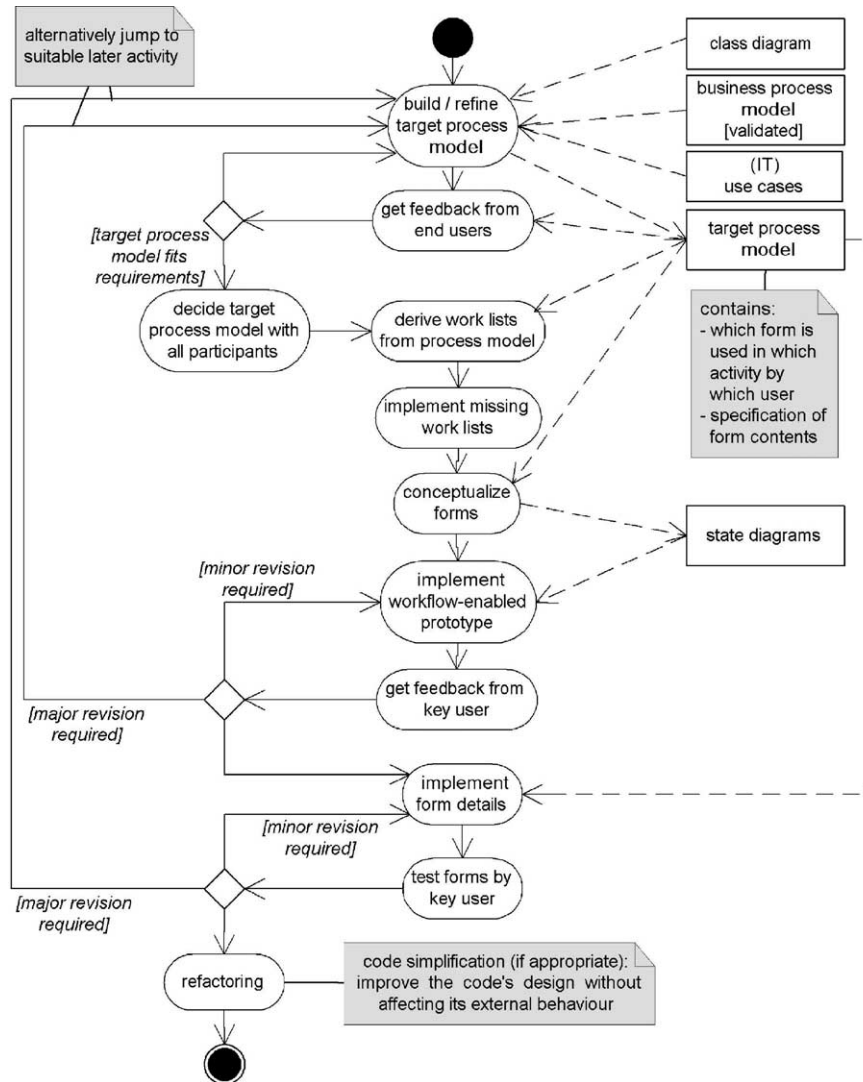 alternatively jump to
suitable later activity
class diagram
build / refine
target process
model
business process
model
[validated]
(IT)
use cases
get feedback from
end users
target process
model
[target process
model fits
requirements]
contains:
- which form is
used in which
activity by
which user
- specification of
form contents
decide target
process model with
all participants
derive work lists
from process model
implement missing
work lists
conceptualize
forms
state diagrams
[minor revision
required]
implement
workflow-enabled
prototype
get feedback from
key user
[major revision
required]
implement
form details
[minor revision
required]
test forms by
key user
[major revision
required]
refactoring
code simplification (if appropriate):
improve the code's design without
affecting its external behaviour